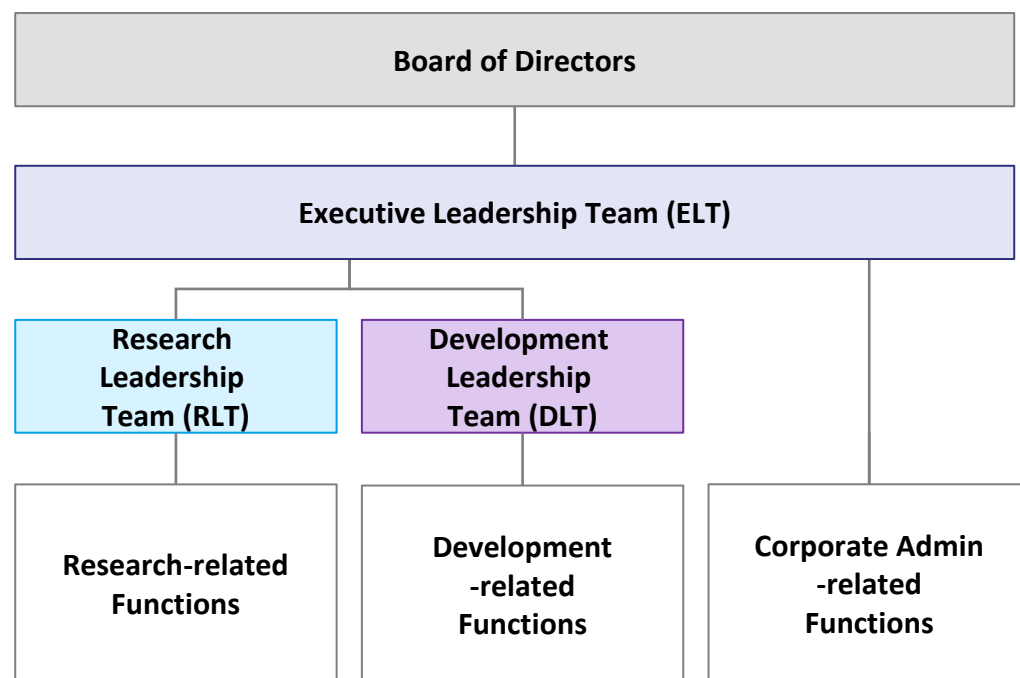 Board of Directors
Executive Leadership Team (ELT)
Research
Leadership
Team (RLT)
Development
Leadership
Team (DLT)
Research-related
Functions
Development
-related
Functions
Corporate Admin
-related
Functions